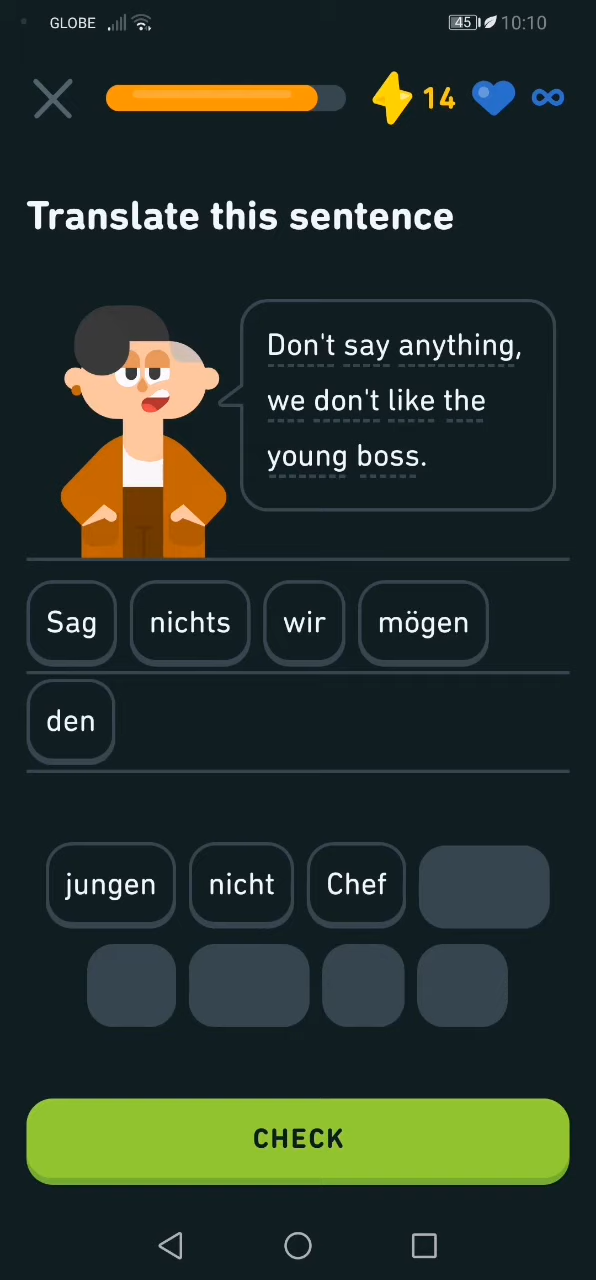 GLOBE 45 10:10
14 ∞
Translate this sentence
Don't say anything,
we don't like the
young boss.
Sag nichts wir mögen
den
jungen nicht Chef
CHECK